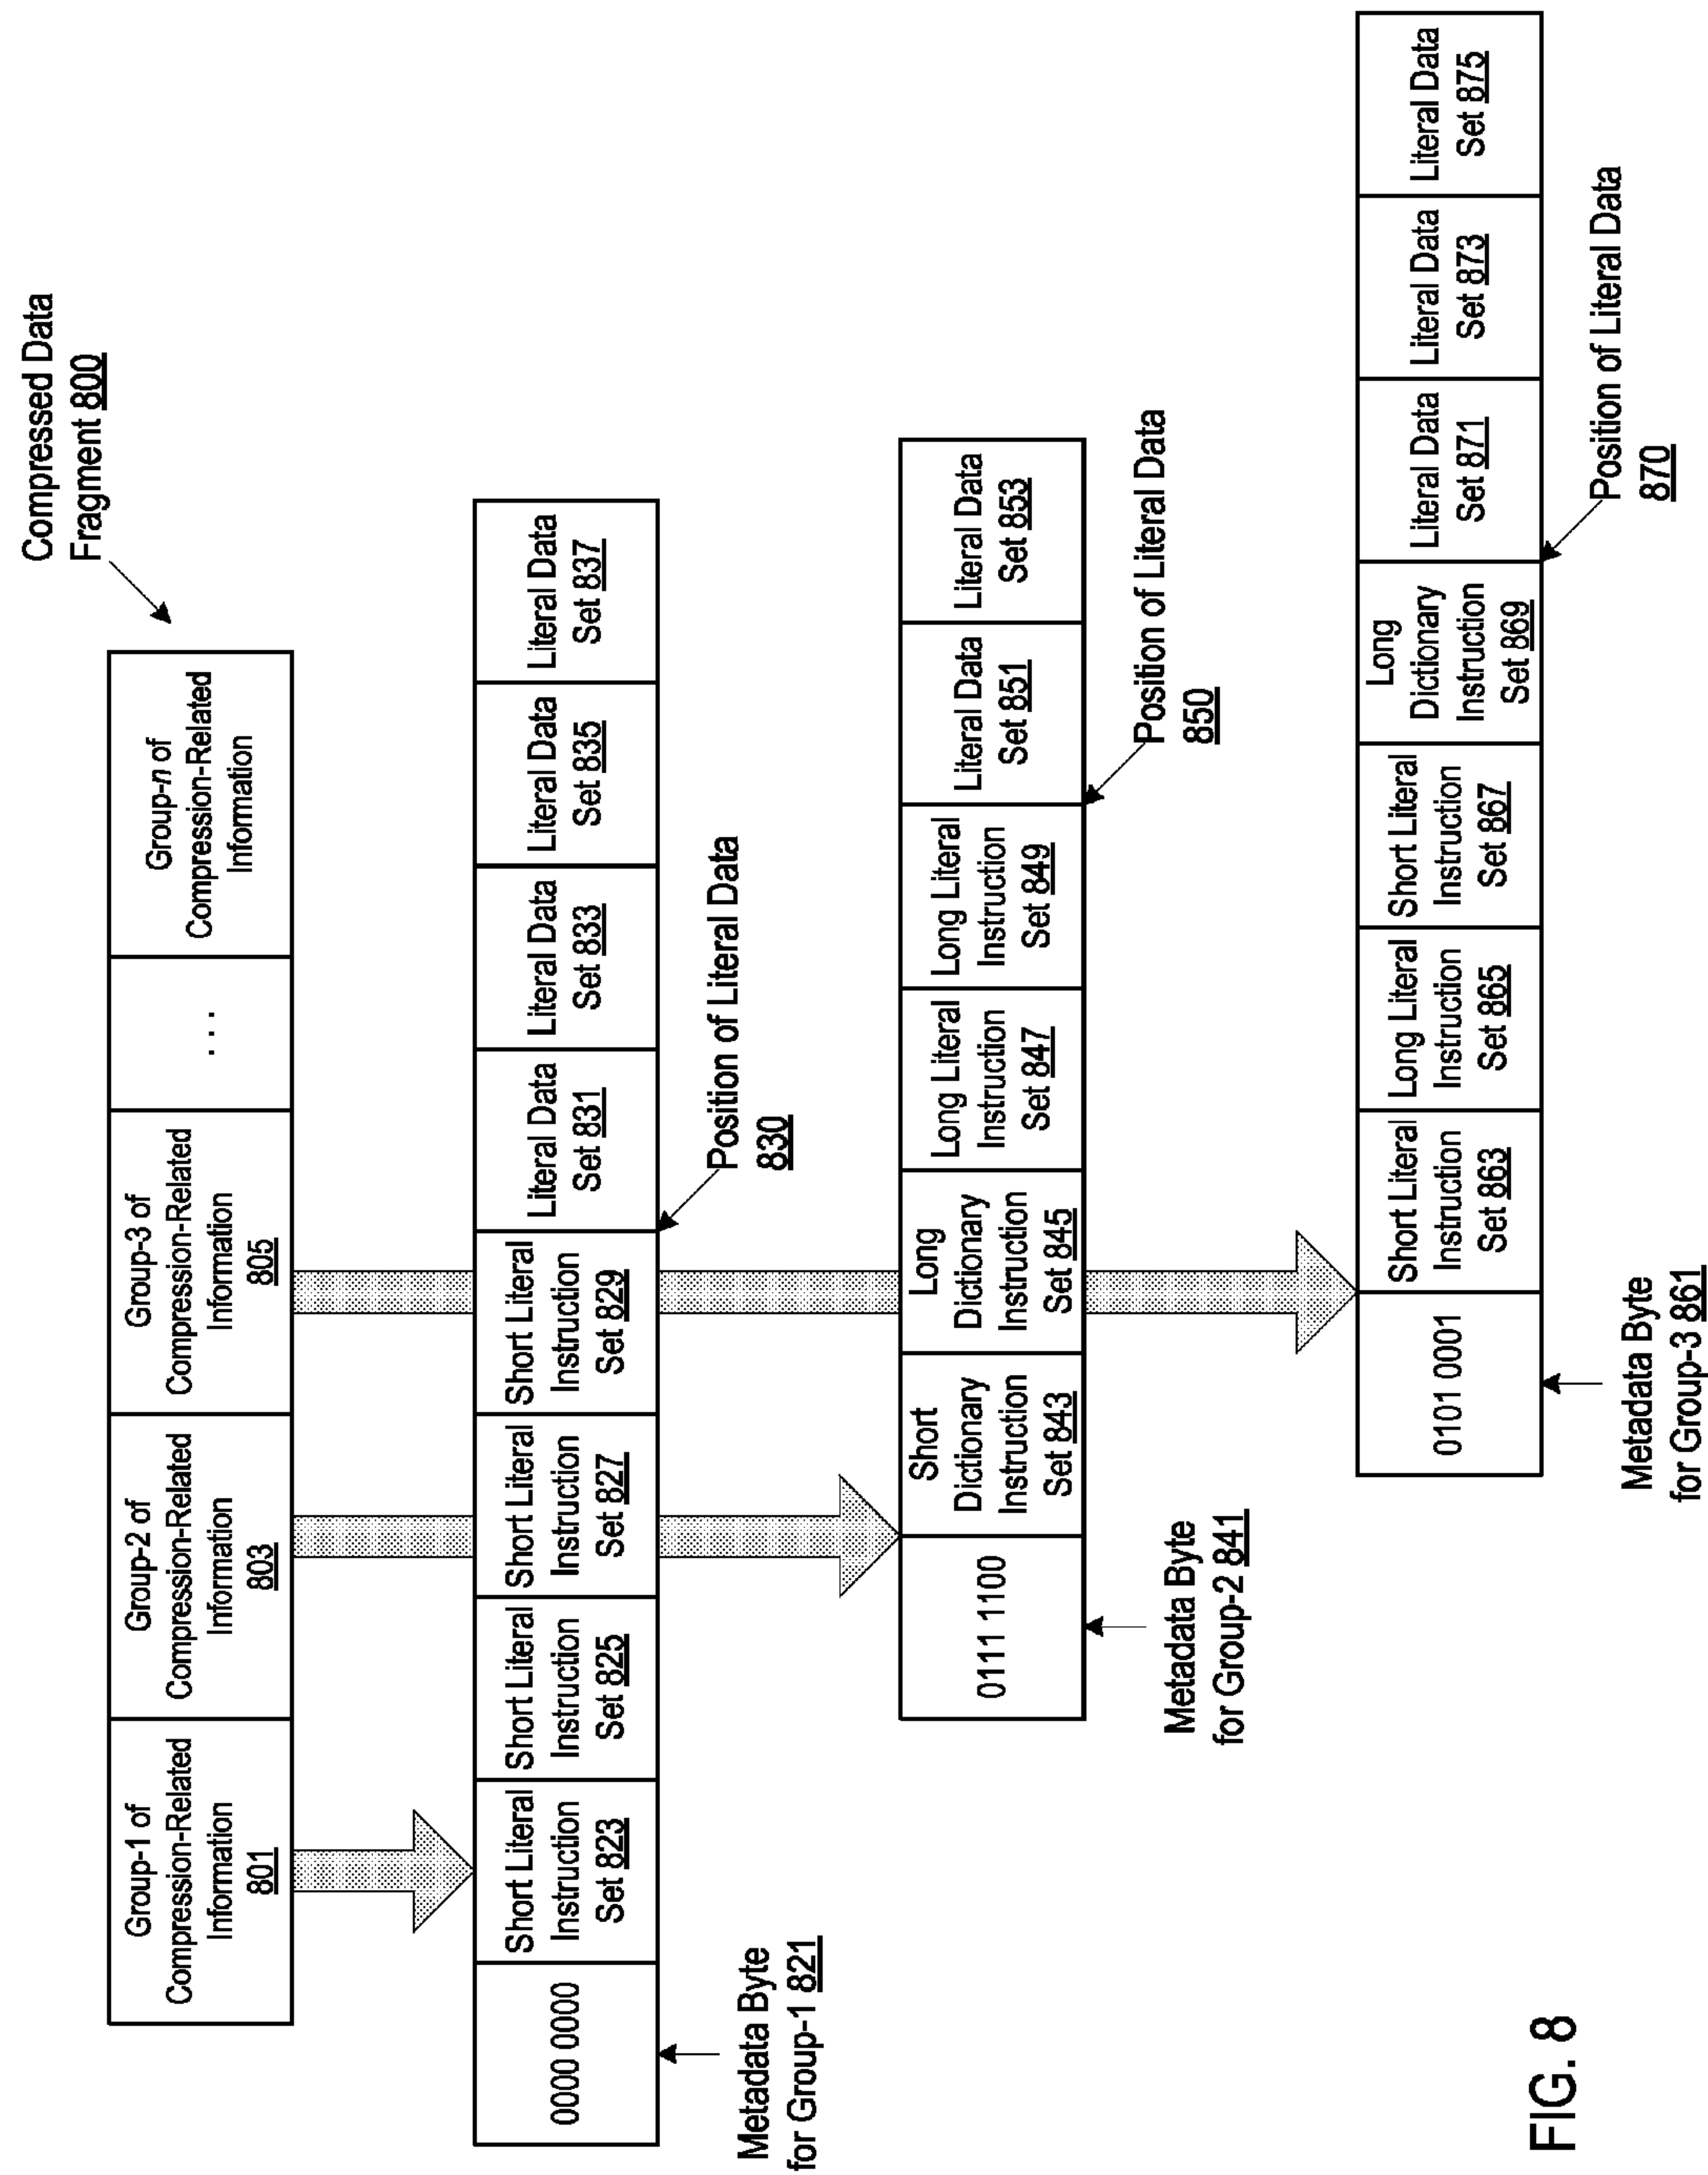 Compressed Data
Fragment 800
Group-1 of
Compression-Related
Information
801
Group-2 of
Compression-Related
Information
803
Group-3 of
Compression-Related
Information
805
...
Group-n of
Compression-Related
Information
0000 0000
Short Literal
Instruction
Set 823
Short Literal
Instruction
Set 825
Short Literal
Instruction
Set 827
Short Literal
Instruction
Set 829
Literal Data
Set 831
Literal Data
Set 833
Literal Data
Set 835
Literal Data
Set 837
Metadata Byte
for Group-1 821
Position of Literal Data
830
0111 1100
Short
Dictionary
Instruction
Set 843
Long
Dictionary
Instruction
Set 845
Long Literal
Instruction
Set 847
Long Literal
Instruction
Set 849
Literal Data
Set 851
Literal Data
Set 853
Metadata Byte
for Group-2 841
Position of Literal Data
850
0101 0001
Short Literal
Instruction
Set 863
Long Literal
Instruction
Set 865
Short Literal
Instruction
Set 867
Long
Dictionary
Instruction
Set 869
Literal Data
Set 871
Literal Data
Set 873
Literal Data
Set 875
Metadata Byte
for Group-3 861
Position of Literal Data
870
FIG. 8